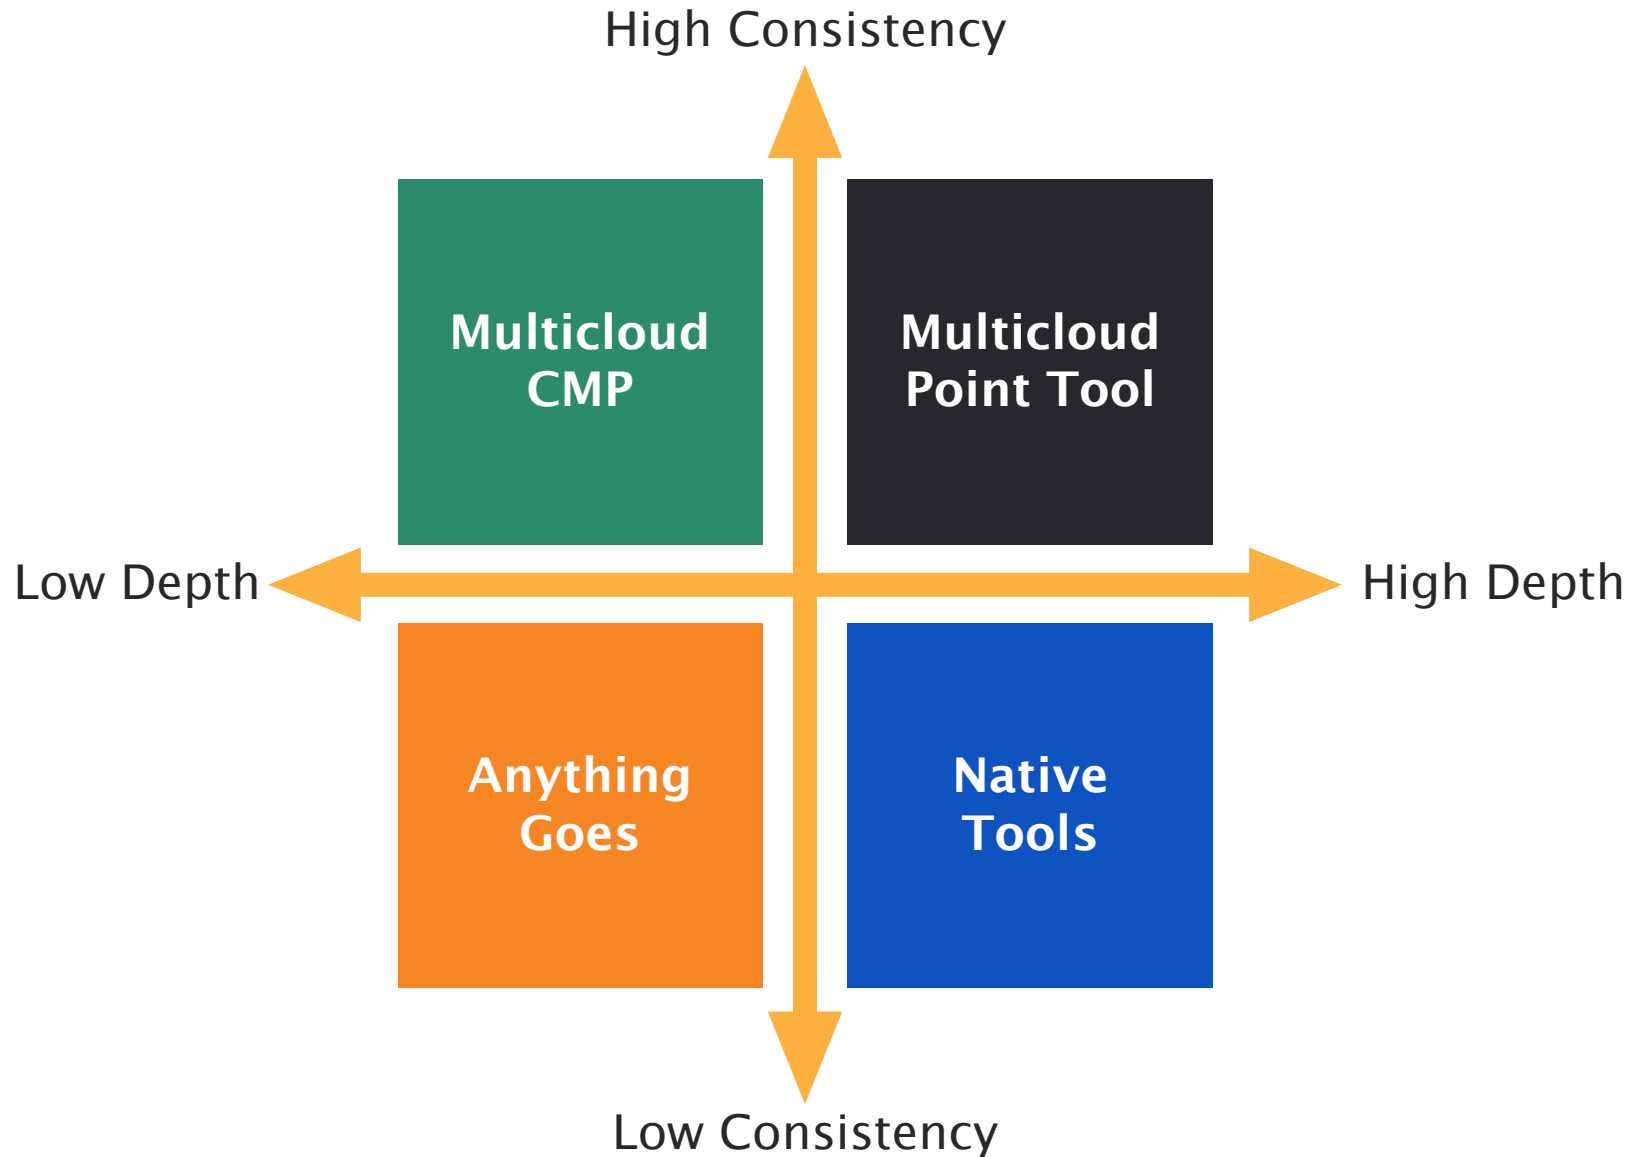 High Consistency
Multicloud
CMP
Multicloud
Point Tool
Low Depth
High Depth
Anything
Goes
Native
Tools
Low Consistency